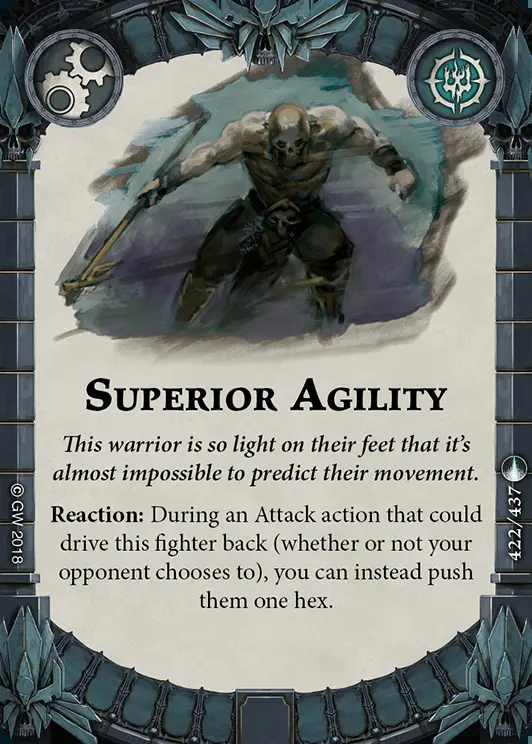 Superior Agility
This warrior is so light on their feet that it's
almost impossible to predict their movement.
Reaction: During an Attack action that could
drive this fighter back (whether or not your
opponent chooses to), you can instead push
them one hex.
© GW 2018
422/437